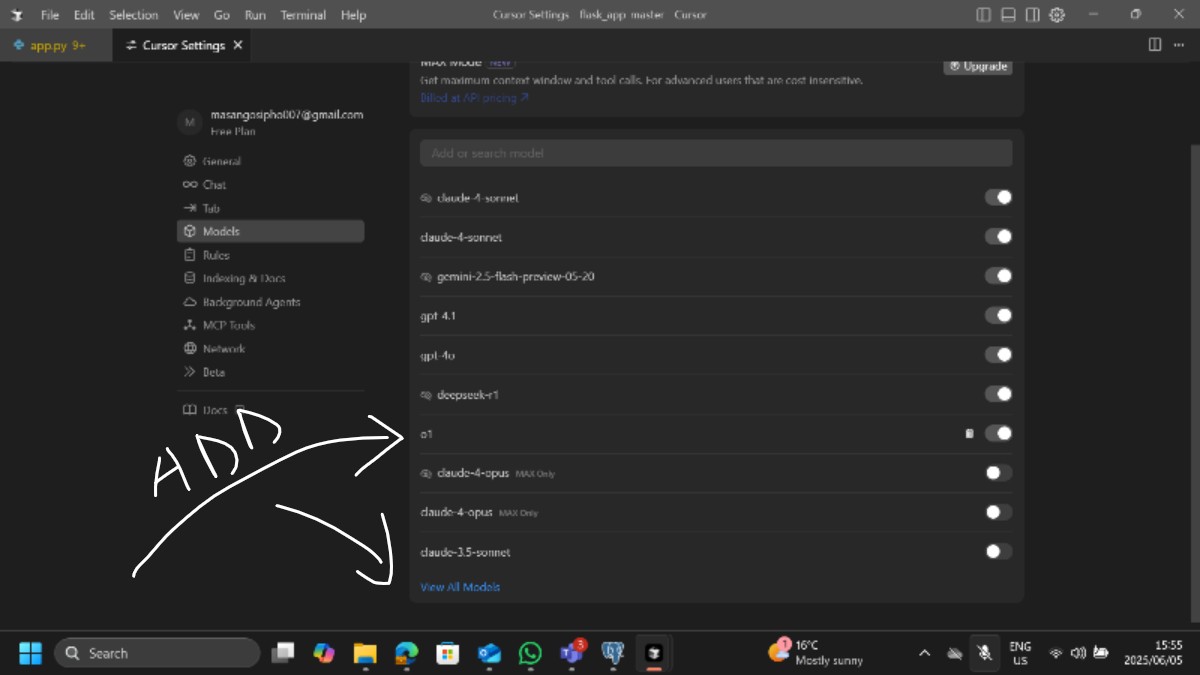 File Edit Selection View Go Run Terminal Help
Cursor Settings flask_app master Cursor
app.py 9+
Cursor Settings
MAX Mode NEW
Upgrade
Get maximum context window and tool calls. For advanced users that are cost insensitive.
Billed at API pricing
M
masangosipho007@gmail.com
Free Plan
General
Chat
Tab
Models
Rules
Indexing & Docs
Background Agents
MCP Tools
Network
Beta
Docs
ADD
Add or search model
claude-4-sonnet
claude-4-sonnet
gemini-2.5-flash-preview-05-20
gpt-4.1
gpt-4o
deepseek-r1
o1
claude-4-opus MAX Only
claude-4-opus MAX Only
claude-3.5-sonnet
View All Models
Search
3
1
16°C
Mostly sunny
ENG
US
15:55
2025/06/05